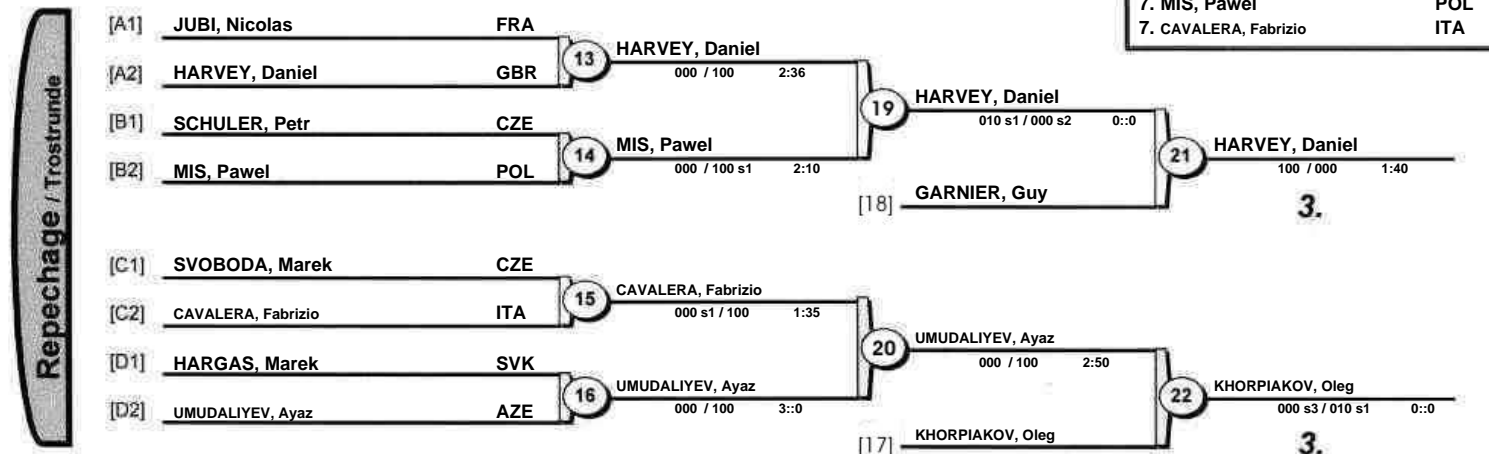 7. MIS, Pawel POL
7. CAVALERA, Fabrizio ITA
Repechage / Trostrunde
[A1] JUBI, Nicolas FRA
13 HARVEY, Daniel
000 / 100 2:36
[A2] HARVEY, Daniel GBR
19 HARVEY, Daniel
010 s1 / 000 s2 0::0
[B1] SCHULER, Petr CZE
14 MIS, Pawel
000 / 100 s1 2:10
[B2] MIS, Pawel POL
21 HARVEY, Daniel
100 / 000 1:40
[18] GARNIER, Guy
3.
[C1] SVOBODA, Marek CZE
15 CAVALERA, Fabrizio
000 s1 / 100 1:35
[C2] CAVALERA, Fabrizio ITA
20 UMUDALIYEV, Ayaz
000 / 100 2:50
[D1] HARGAS, Marek SVK
16 UMUDALIYEV, Ayaz
000 / 100 3::0
[D2] UMUDALIYEV, Ayaz AZE
22 KHORPIAKOV, Oleg
000 s3 / 010 s1 0::0
[17] KHORPIAKOV, Oleg
3.